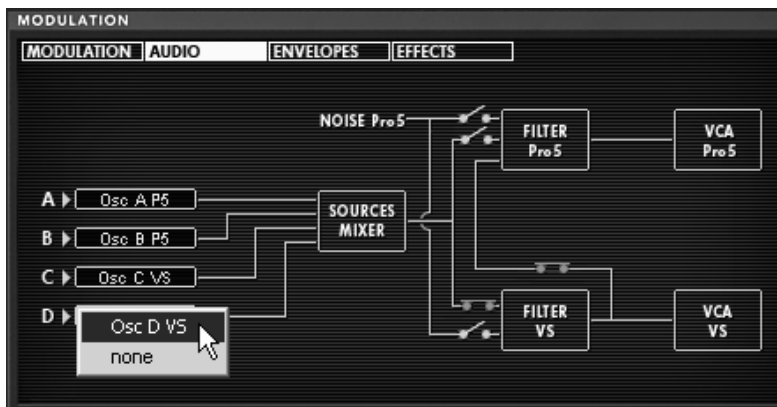 MODULATION
MODULATION AUDIO ENVELOPES EFFECTS
NOISE Pro5
FILTER
Pro5
VCA
Pro5
A Osc A P5
B Osc B P5
C Osc C VS
D
SOURCES
MIXER
Osc D VS
none
FILTER
VS
VCA
VS